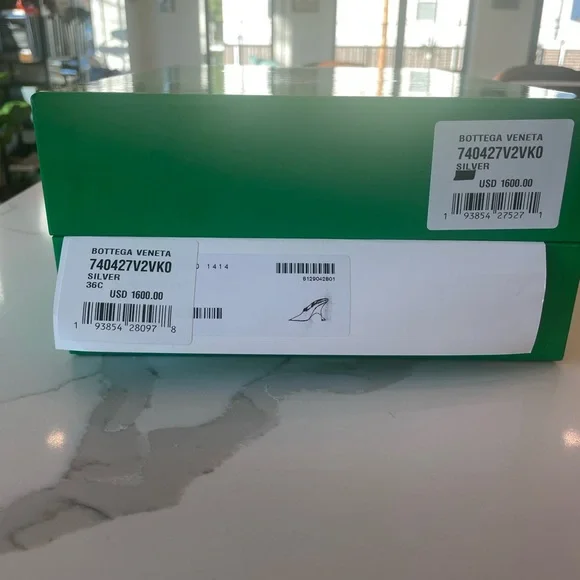 BOTTEGA VENETA
740427V2VK0
SILVER
USD 1600.00
1 93854 27527 1
BOTTEGA VENETA
740427V2VK0
SILVER
36C
USD 1600.00
1 93854 28097 8
1414
6129042801